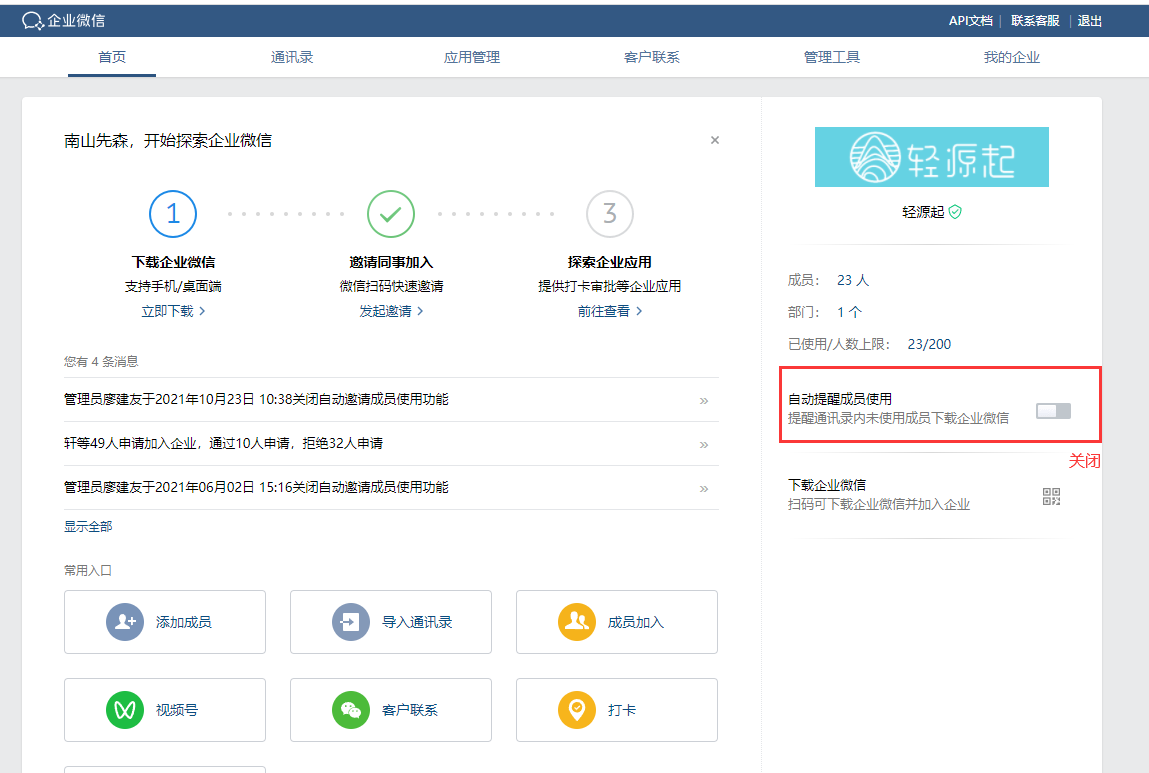 企业微信
API文档 | 联系客服 | 退出
首页 通讯录 应用管理 客户联系 管理工具 我的企业
南山先森，开始探索企业微信
×
1
3
下载企业微信
支持手机/桌面端
立即下载 >
邀请同事加入
微信扫码快速邀请
发起邀请 >
探索企业应用
提供打卡审批等企业应用
前往查看 >
您有 4 条消息
管理员廖建友于2021年10月23日 10:38关闭自动邀请成员使用功能 »
轩等49人申请加入企业，通过10人申请，拒绝32人申请 »
管理员廖建友于2021年06月02日 15:16关闭自动邀请成员使用功能 »
显示全部
常用入口
添加成员
导入通讯录
成员加入
视频号
客户联系
打卡
轻源起
轻源起
成员： 23 人
部门： 1 个
已使用/人数上限： 23/200
自动提醒成员使用
提醒通讯录内未使用成员下载企业微信
关闭
下载企业微信
扫码可下载企业微信并加入企业